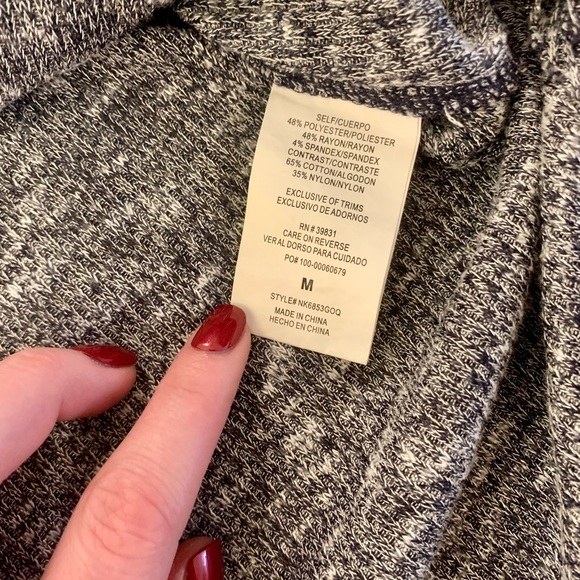 SELF/CUERPO
48% POLYESTER/POLIESTER
48% RAYON/RAYON
4% SPANDEX/SPANDEX
CONTRAST/CONTRASTE
65% COTTON/ALGODON
35% NYLON/NYLON
EXCLUSIVE OF TRIMS
EXCLUSIVO DE ADORNOS
RN # 39831
CARE ON REVERSE
VER AL DORSO PARA CUIDADO
PO# 100-00060679
M
STYLE# NK6853GOQ
MADE IN CHINA
HECHO EN CHINA